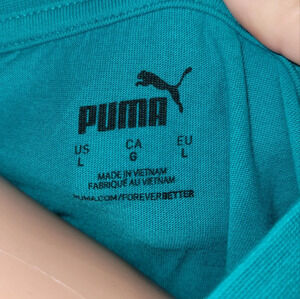 PUMA
US CA EU
L G L
MADE IN VIETNAM
FABRIQUÉ AU VIETNAM
PUMA.COM/FOREVERBETTER